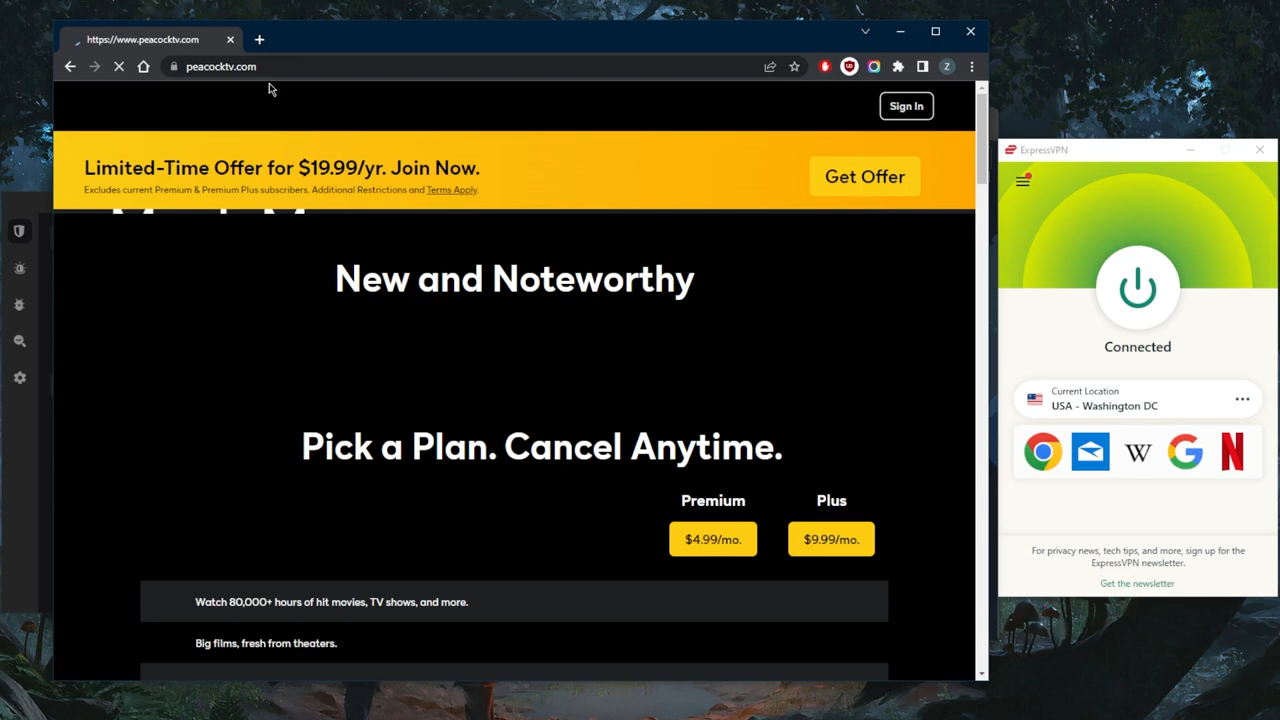 https://www.peacocktv.com
peacocktv.com
Z
Sign In
Limited-Time Offer for $19.99/yr. Join Now.
Excludes current Premium & Premium Plus subscribers. Additional Restrictions and Terms Apply.
Get Offer
New and Noteworthy
Pick a Plan. Cancel Anytime.
Premium
Plus
$4.99/mo.
$9.99/mo.
Watch 80,000+ hours of hit movies, TV shows, and more.
Big films, fresh from theaters.
ExpressVPN
Connected
Current Location
USA - Washington DC
W
G
N
For privacy news, tech tips, and more, sign up for the
ExpressVPN newsletter.
Get the newsletter